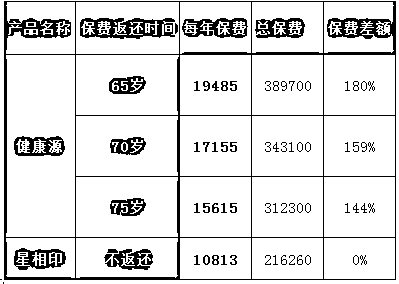 产品名称 保费返还时间 每年保费 总保费 保费差额
健康源 65岁 19485 389700 180%
70岁 17155 343100 159%
75岁 15615 312300 144%
星相印 不返还 10813 216260 0%